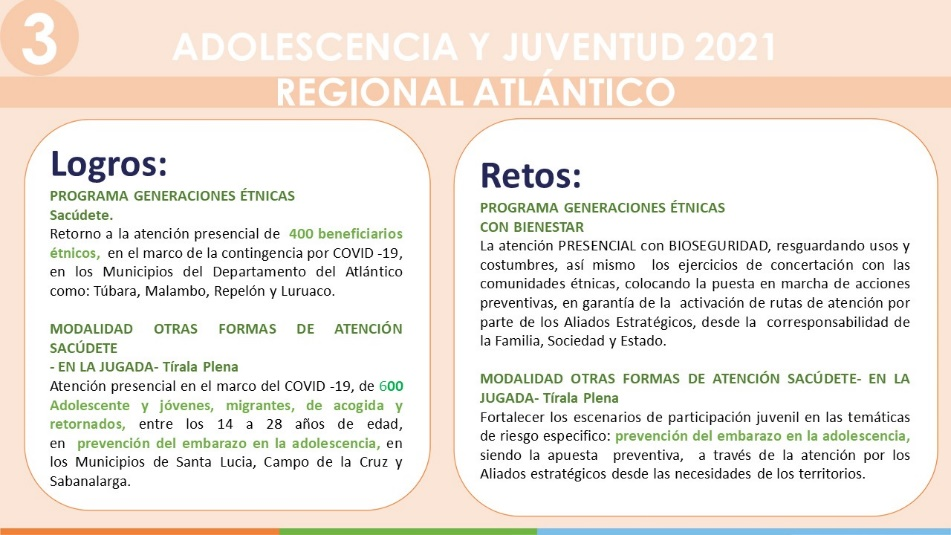 3
ADOLESCENCIA Y JUVENTUD 2021
REGIONAL ATLÁNTICO
Logros:
PROGRAMA GENERACIONES ÉTNICAS
Sacúdete.
Retorno a la atención presencial de 400 beneficiarios
étnicos, en el marco de la contingencia por COVID -19,
en los Municipios del Departamento del Atlántico
como: Túbara, Malambo, Repelón y Luruaco.
MODALIDAD OTRAS FORMAS DE ATENCIÓN
SACÚDETE
- EN LA JUGADA- Tírala Plena
Atención presencial en el marco del COVID -19, de 600
Adolescente y jóvenes, migrantes, de acogida y
retornados, entre los 14 a 28 años de edad,
en prevención del embarazo en la adolescencia, en
los Municipios de Santa Lucia, Campo de la Cruz y
Sabanalarga.
Retos:
PROGRAMA GENERACIONES ÉTNICAS
CON BIENESTAR
La atención PRESENCIAL con BIOSEGURIDAD, resguardando usos y
costumbres, así mismo los ejercicios de concertación con las
comunidades étnicas, colocando la puesta en marcha de acciones
preventivas, en garantía de la activación de rutas de atención por
parte de los Aliados Estratégicos, desde la corresponsabilidad de
la Familia, Sociedad y Estado.
MODALIDAD OTRAS FORMAS DE ATENCIÓN SACÚDETE- EN LA
JUGADA- Tírala Plena
Fortalecer los escenarios de participación juvenil en las temáticas
de riesgo especifico: prevención del embarazo en la adolescencia,
siendo la apuesta preventiva, a través de la atención por los
Aliados estratégicos desde las necesidades de los territorios.